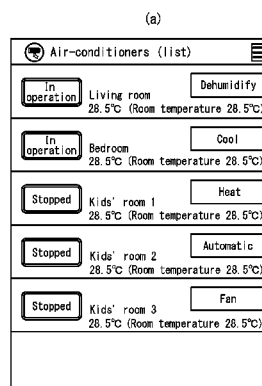 (a)
Air-conditioners (list)
In operation Living room Dehumidify
28.5℃ (Room temperature 28.5℃)
In operation Bedroom Cool
28.5℃ (Room temperature 28.5℃)
Stopped Kids' room 1 Heat
28.5℃ (Room temperature 28.5℃)
Stopped Kids' room 2 Automatic
28.5℃ (Room temperature 28.5℃)
Stopped Kids' room 3 Fan
28.5℃ (Room temperature 28.5℃)